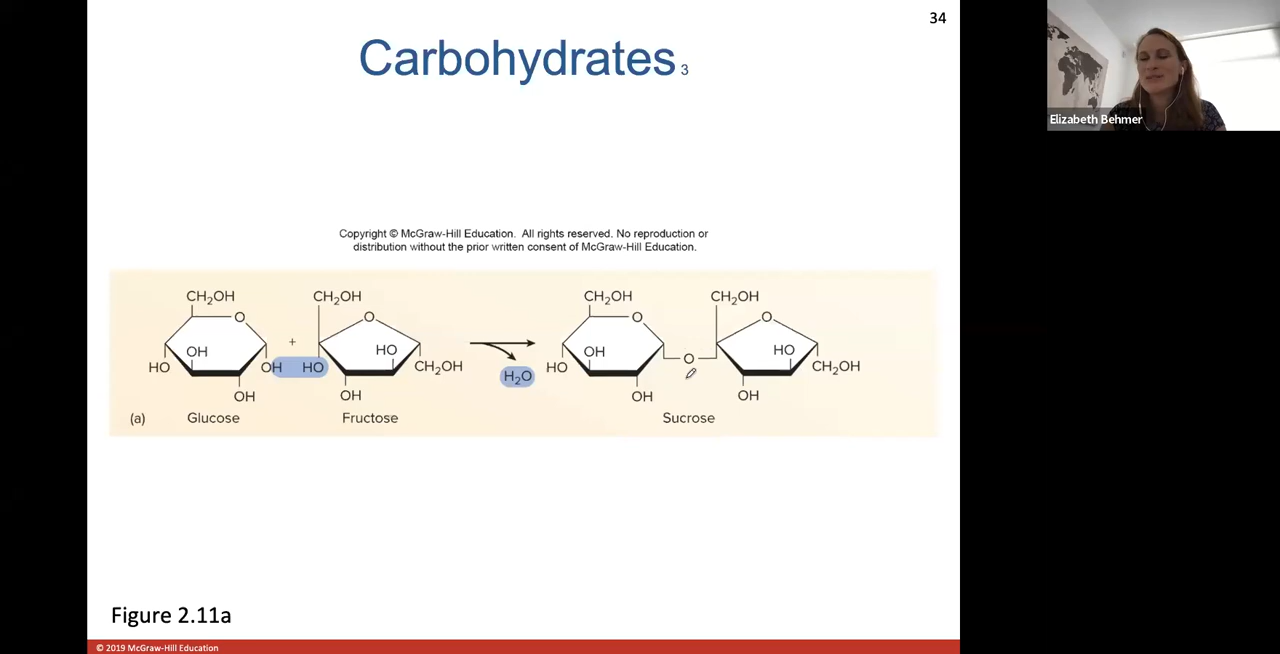 34
Carbohydrates 3
Elizabeth Behmer
Copyright © McGraw-Hill Education. All rights reserved. No reproduction or
distribution without the prior written consent of McGraw-Hill Education.
CH₂OH CH₂OH CH₂OH CH₂OH
O O O O
+
OH HO OH HO
HO OH HO CH₂OH H₂O HO O CH₂OH
OH OH OH OH
(a) Glucose Fructose Sucrose
Figure 2.11a
© 2019 McGraw-Hill Education